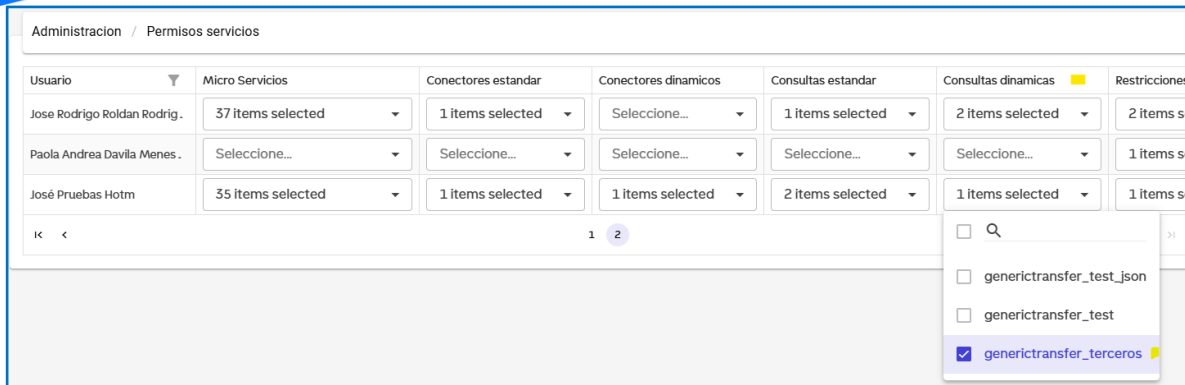 Administracion / Permisos servicios
Usuario Micro Servicios Conectores estandar Conectores dinamicos Consultas estandar Consultas dinamicas Restricciones
Jose Rodrigo Roldan Rodrig. 37 items selected 1 items selected Seleccione... 1 items selected 2 items selected 2 items s
Paola Andrea Davila Menes. Seleccione... Seleccione... Seleccione... Seleccione... Seleccione... 1 items s
José Pruebas Hotm 35 items selected 1 items selected 1 items selected 2 items selected 1 items selected 1 items s
1 2
generictransfer_test_json
generictransfer_test
generictransfer_terceros